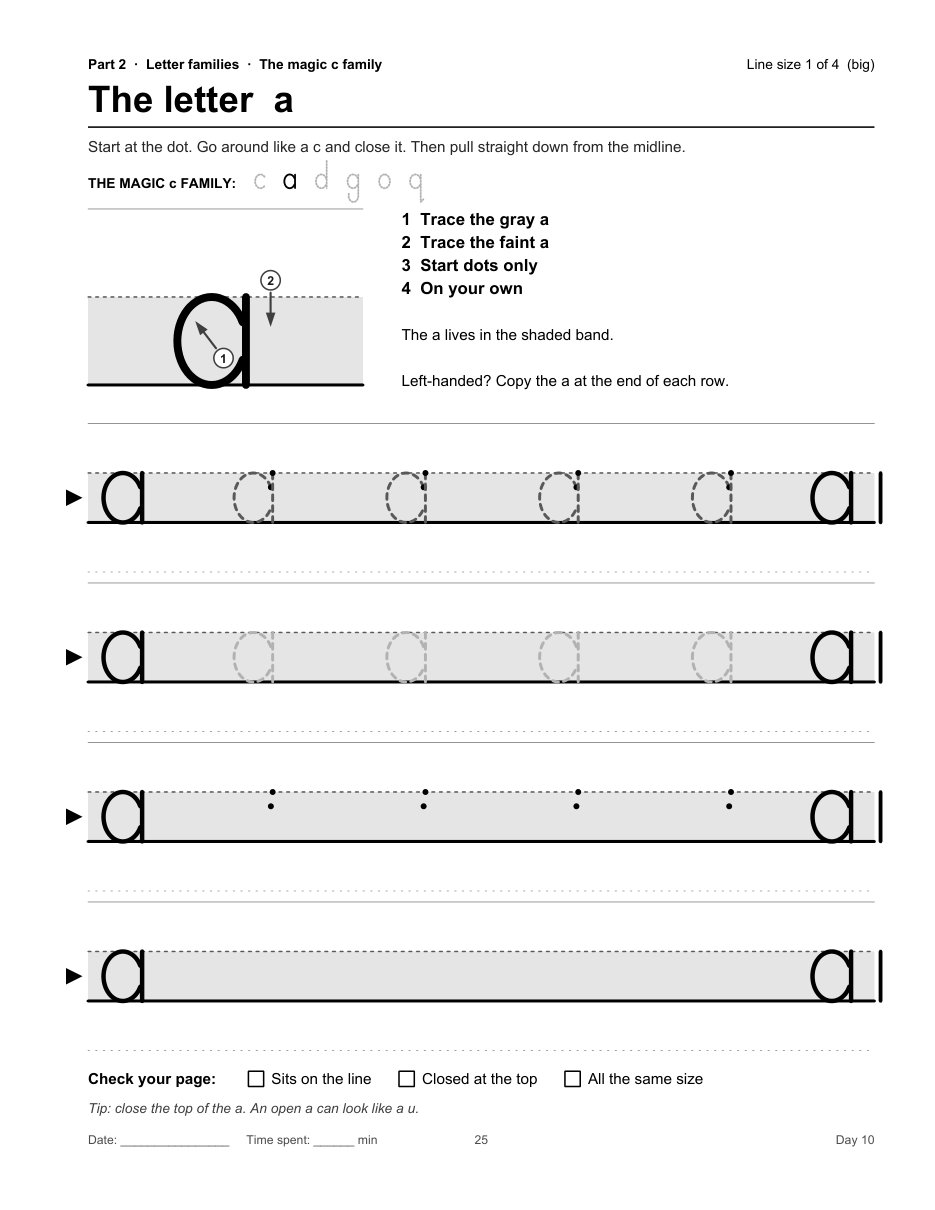 Part 2 · Letter families · The magic c family
Line size 1 of 4 (big)
The letter a
Start at the dot. Go around like a c and close it. Then pull straight down from the midline.
THE MAGIC c FAMILY: c a d g o q
1 Trace the gray a
2 Trace the faint a
3 Start dots only
4 On your own
2
1
The a lives in the shaded band.
Left-handed? Copy the a at the end of each row.
a a a a a a
a a a a a a
a a
a a
Check your page: Sits on the line Closed at the top All the same size
Tip: close the top of the a. An open a can look like a u.
Date: ________________ Time spent: ______ min 25 Day 10